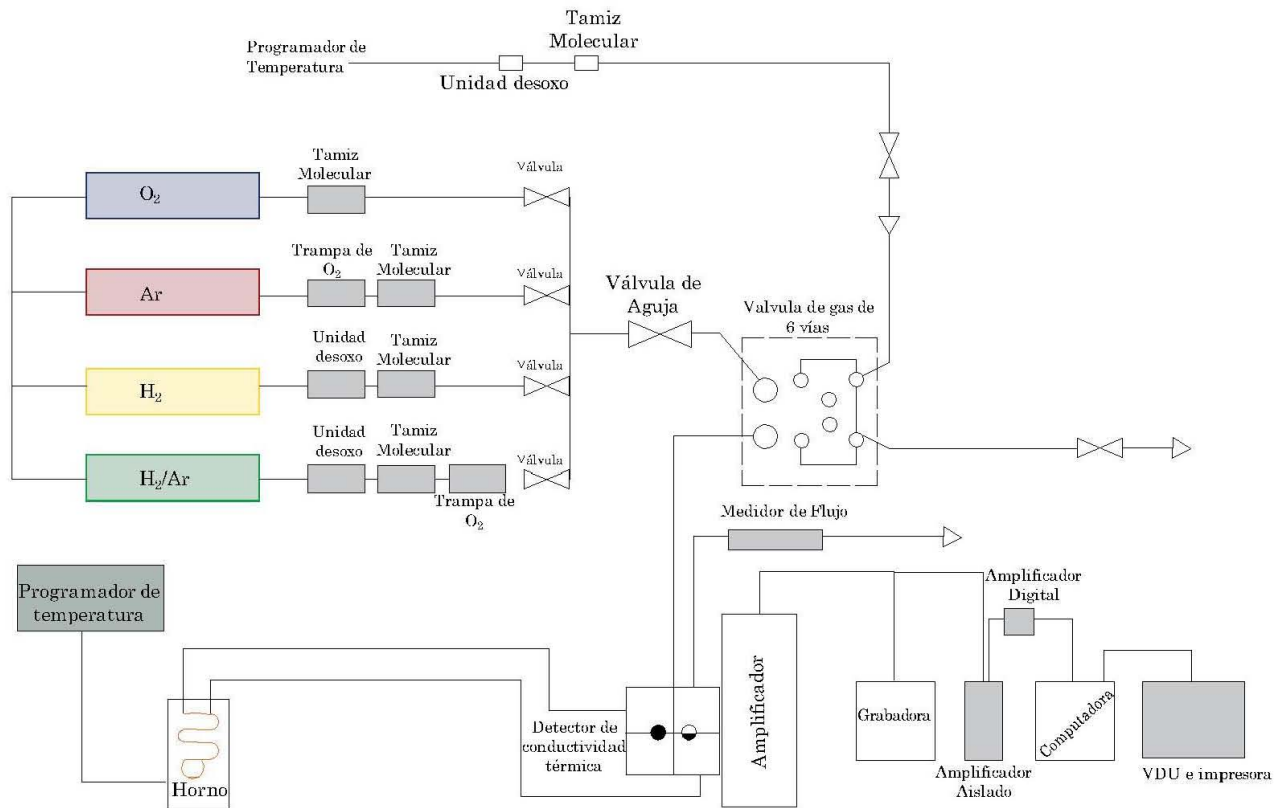 Tamiz
Molecular
Programador de
Temperatura
Unidad desoxo
Tamiz
Molecular
Válvula
O2
Trampa de
O2
Tamiz
Molecular
Válvula
Ar
Válvula de
Aguja
Valvula de gas de
6 vías
Unidad
desoxo
Tamiz
Molecular
Válvula
H2
Unidad
desoxo
Tamiz
Molecular
Válvula
H2/Ar
Trampa de
O2
Medidor de Flujo
Programador de
temperatura
Amplificador
Digital
Horno
Detector de
conductividad
térmica
Amplificador
Grabadora
Amplificador
Aislado
Computadora
VDU e impresora